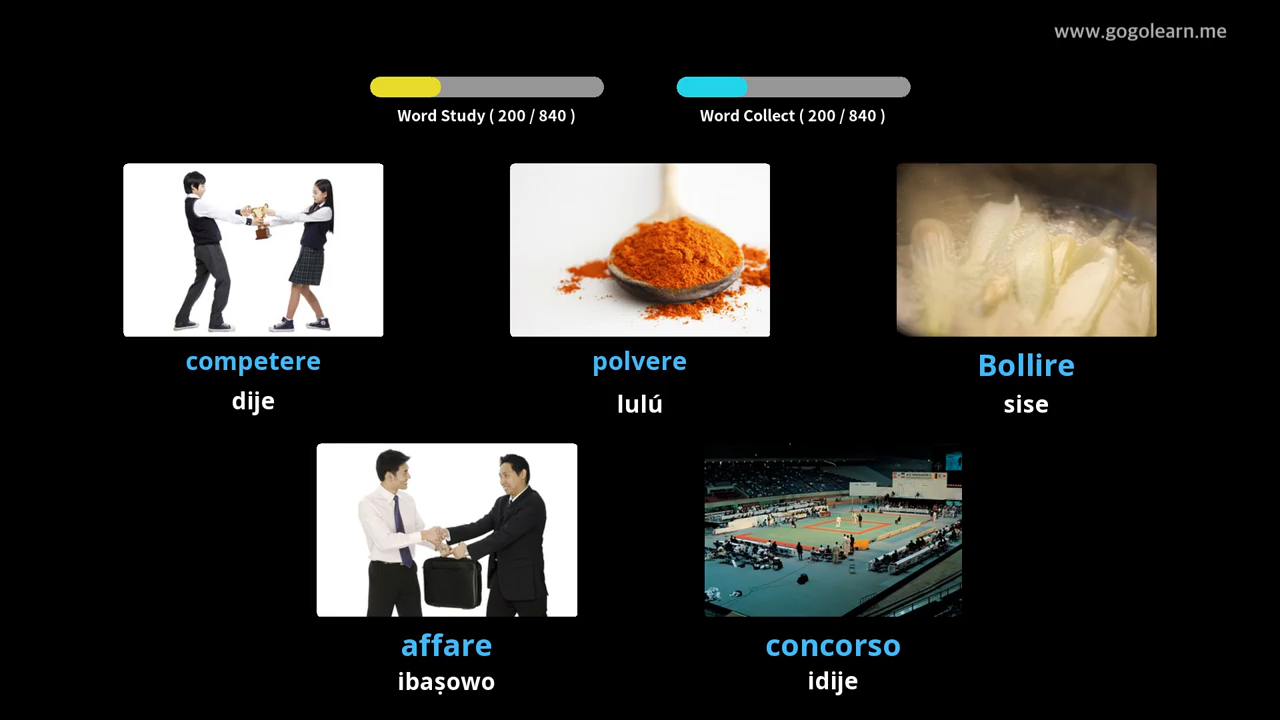 www.gogolearn.me
Word Study ( 200 / 840 )
Word Collect ( 200 / 840 )
competere
dije
polvere
lulú
Bollire
sise
affare
ibaṣowo
concorso
idije